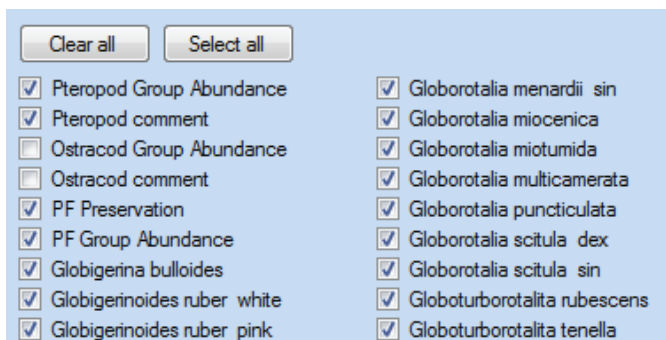 Clear all
Select all
Pteropod Group Abundance
Pteropod comment
Ostracod Group Abundance
Ostracod comment
PF Preservation
PF Group Abundance
Globigerina bulloides
Globigerinoides ruber white
Globigerinoides ruber pink
Globorotalia menardii sin
Globorotalia miocenica
Globorotalia miotumida
Globorotalia multicamerata
Globorotalia puncticulata
Globorotalia scitula dex
Globorotalia scitula sin
Globoturborotalita rubescens
Globoturborotalita tenella